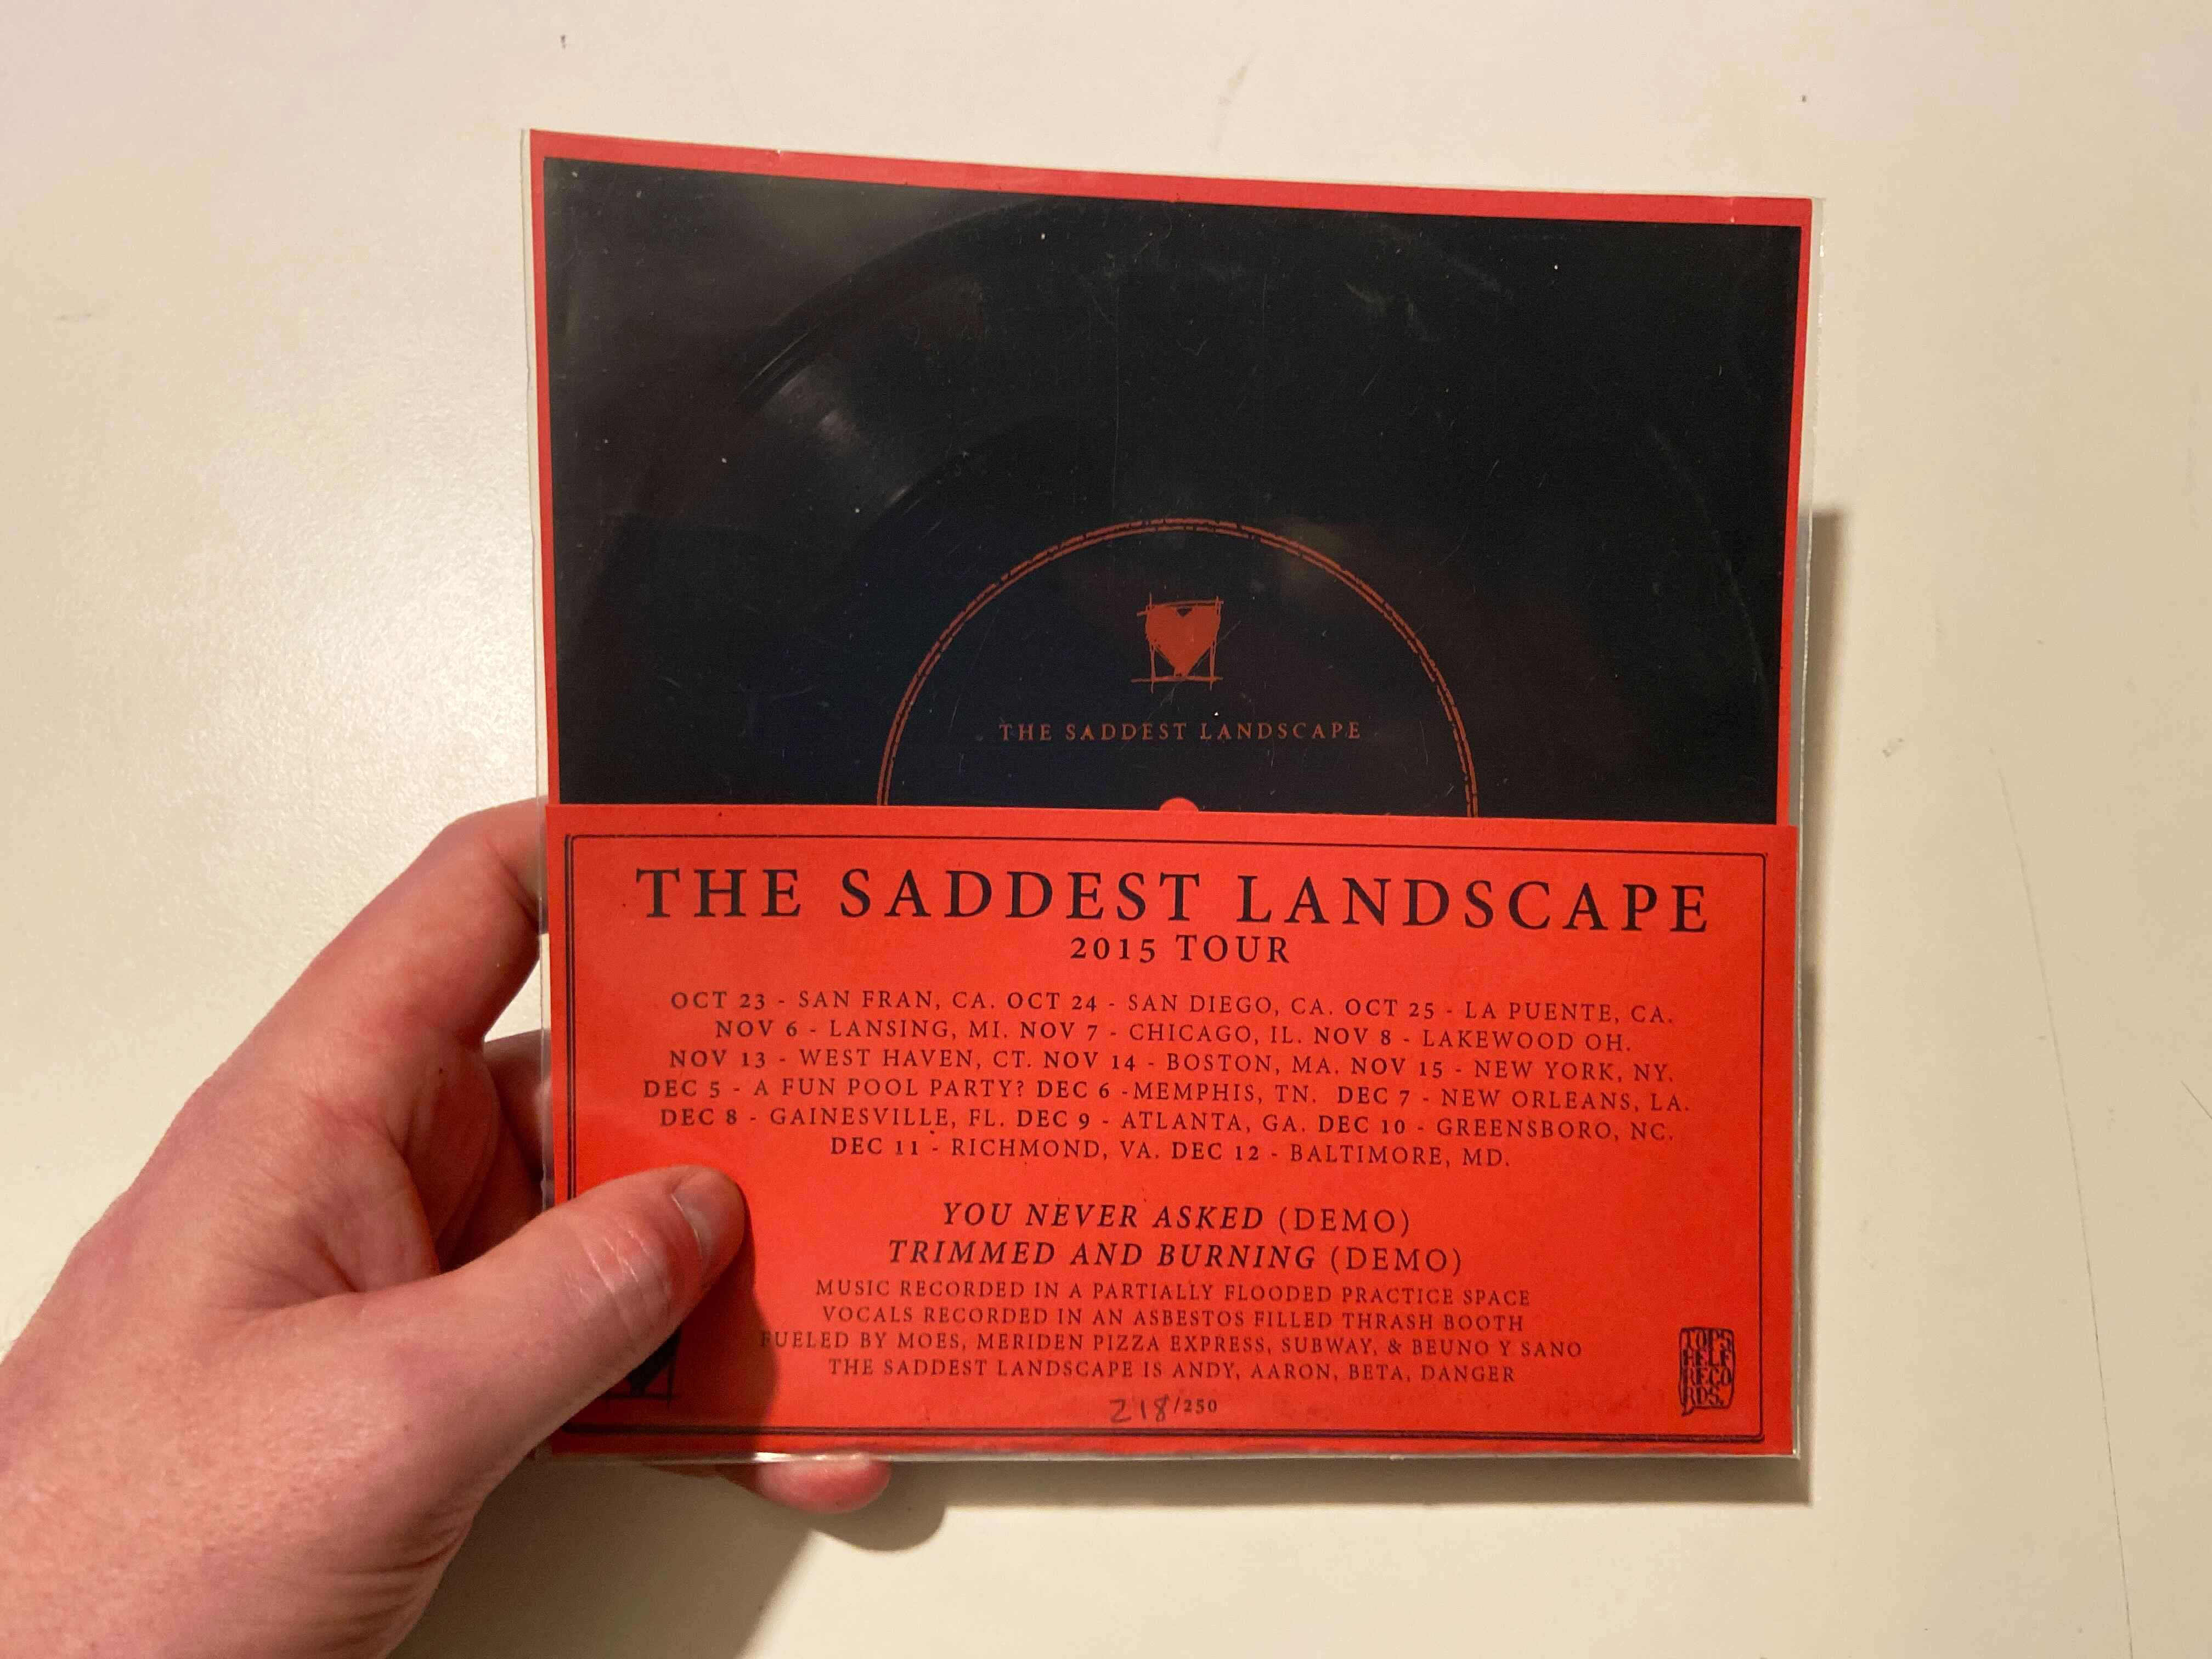 THE SADDEST LANDSCAPE
THE SADDEST LANDSCAPE
2015 TOUR
OCT 23 - SAN FRAN, CA. OCT 24 - SAN DIEGO, CA. OCT 25 - LA PUENTE, CA.
NOV 6 - LANSING, MI. NOV 7 - CHICAGO, IL. NOV 8 - LAKEWOOD OH.
NOV 13 - WEST HAVEN, CT. NOV 14 - BOSTON, MA. NOV 15 - NEW YORK, NY.
DEC 5 - A FUN POOL PARTY? DEC 6 -MEMPHIS, TN. DEC 7 - NEW ORLEANS, LA.
DEC 8 - GAINESVILLE, FL. DEC 9 - ATLANTA, GA. DEC 10 - GREENSBORO, NC.
DEC 11 - RICHMOND, VA. DEC 12 - BALTIMORE, MD.
YOU NEVER ASKED (DEMO)
TRIMMED AND BURNING (DEMO)
MUSIC RECORDED IN A PARTIALLY FLOODED PRACTICE SPACE
VOCALS RECORDED IN AN ASBESTOS FILLED THRASH BOOTH
FUELED BY MOES, MERIDEN PIZZA EXPRESS, SUBWAY, & BEUNO Y SANO
THE SADDEST LANDSCAPE IS ANDY, AARON, BETA, DANGER
218/250
TOPS
HELF
RECO
RDS.